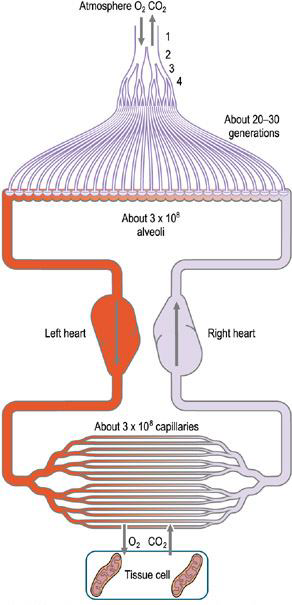 Atmosphere O₂ CO₂
1
2
3
4
About 20–30
generations
About 3 x 10⁸
alveoli
Left heart
Right heart
About 3 x 10⁸ capillaries
O₂ CO₂
Tissue cell